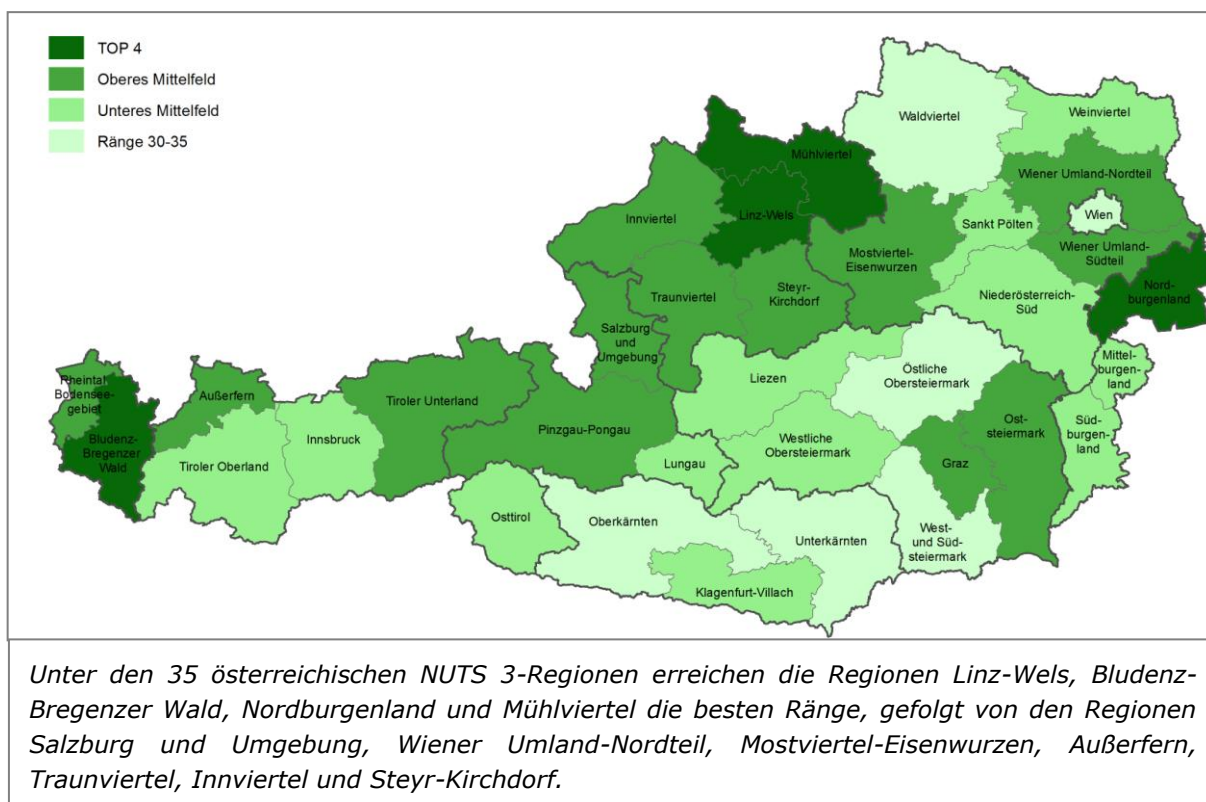 TOP 4
Oberes Mittelfeld
Unteres Mittelfeld
Ränge 30-35
Waldviertel
Weinviertel
Mühlviertel
Wiener Umland-Nordteil
Innviertel
Linz-Wels
Wien
Sankt Pölten
Mostviertel-
Eisenwurzen
Wiener Umland-
Südteil
Nord-
burgenland
Traunviertel
Steyr-
Kirchdorf
Niederösterreich-
Süd
Salzburg
und
Umgebung
Mittel-
burgen-
land
Liezen
Östliche
Obersteiermark
Rheintal
Bodensee-
gebiet
Außerfern
Tiroler Unterland
Bludenz-
Bregenzer
Wald
Tiroler Oberland
Innsbruck
Pinzgau-Pongau
Lungau
Westliche
Obersteiermark
Graz
Ost-
steiermark
Süd-
burgen-
land
Osttirol
Oberkärnten
Unterkärnten
West-
und Süd-
steiermark
Klagenfurt-Villach
Unter den 35 österreichischen NUTS 3-Regionen erreichen die Regionen Linz-Wels, Bludenz-
Bregenzer Wald, Nordburgenland und Mühlviertel die besten Ränge, gefolgt von den Regionen
Salzburg und Umgebung, Wiener Umland-Nordteil, Mostviertel-Eisenwurzen, Außerfern,
Traunviertel, Innviertel und Steyr-Kirchdorf.